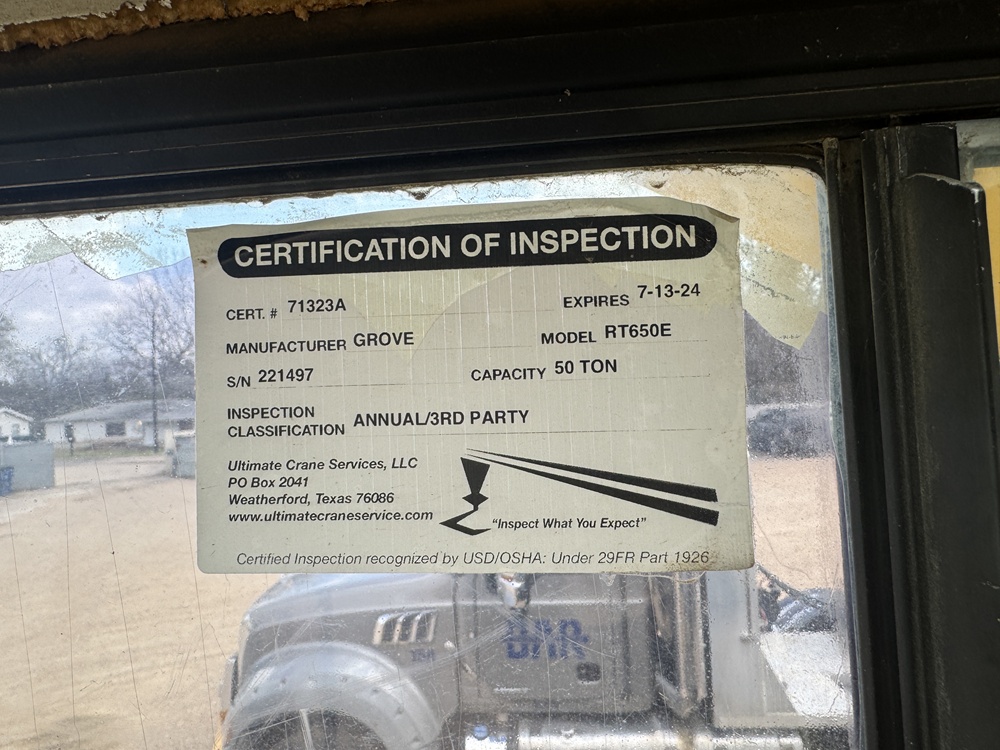 CERTIFICATION OF INSPECTION
CERT. # 71323A EXPIRES 7-13-24
MANUFACTURER GROVE MODEL RT650E
S/N 221497 CAPACITY 50 TON
INSPECTION
CLASSIFICATION ANNUAL/3RD PARTY
Ultimate Crane Services, LLC
PO Box 2041
Weatherford, Texas 76086
www.ultimatecraneservice.com
"Inspect What You Expect"
Certified Inspection recognized by USD/OSHA: Under 29FR Part 1926
BAR